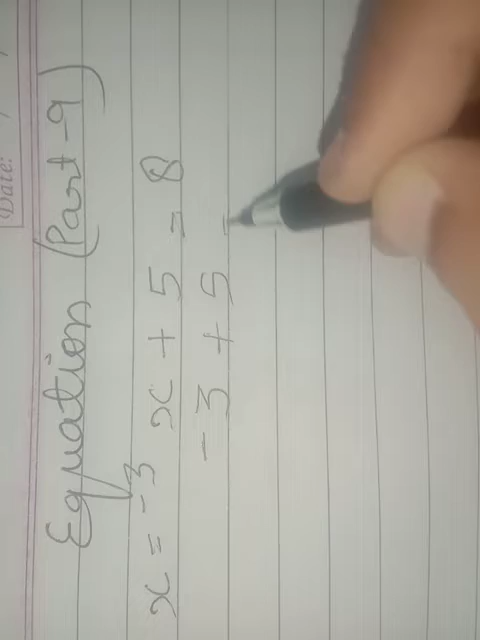 Date:
Equation (Part-9)
x = -3 x + 5 = 8
- 3 + 5 =